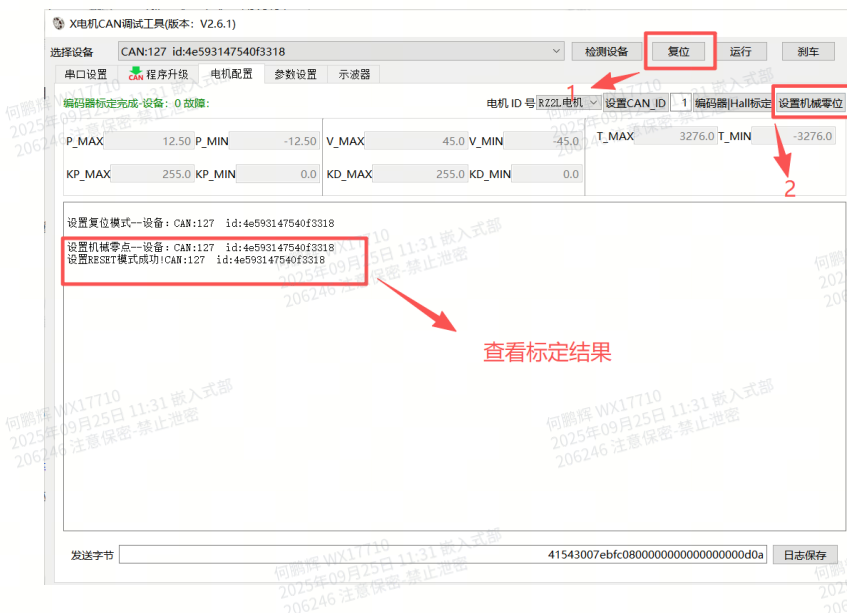 X电机CAN调试工具(版本：V2.6.1)
选择设备 CAN:127 id:4e593147540f3318 检测设备 复位 运行 刹车
串口设置 CAN 程序升级 电机配置 参数设置 示波器
1
编码器标定完成-设备：0 故障: 电机 ID 号 RZ2L电机 设置CAN_ID 1 编码器|Hall标定 设置机械零位
P_MAX 12.50 P_MIN -12.50 V_MAX 45.0 V_MIN -45.0 T_MAX 3276.0 T_MIN -3276.0
KP_MAX 255.0 KP_MIN 0.0 KD_MAX 255.0 KD_MIN 0.0
2
设置复位模式--设备：CAN:127 id:4e593147540f3318
设置机械零点--设备：CAN:127 id:4e593147540f3318
设置RESET模式成功!CAN:127 id:4e593147540f3318
查看标定结果
何鹏辉 WX17710
2025年09月25日 11:31 嵌入式部
206246 注意保密-禁止泄密
发送字节 41543007ebfc0800000000000000000d0a 日志保存